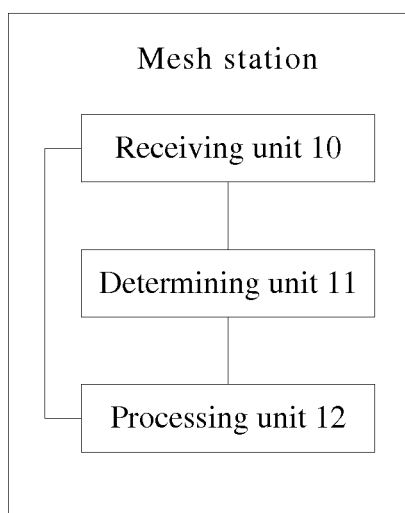 Mesh station
Receiving unit 10
Determining unit 11
Processing unit 12